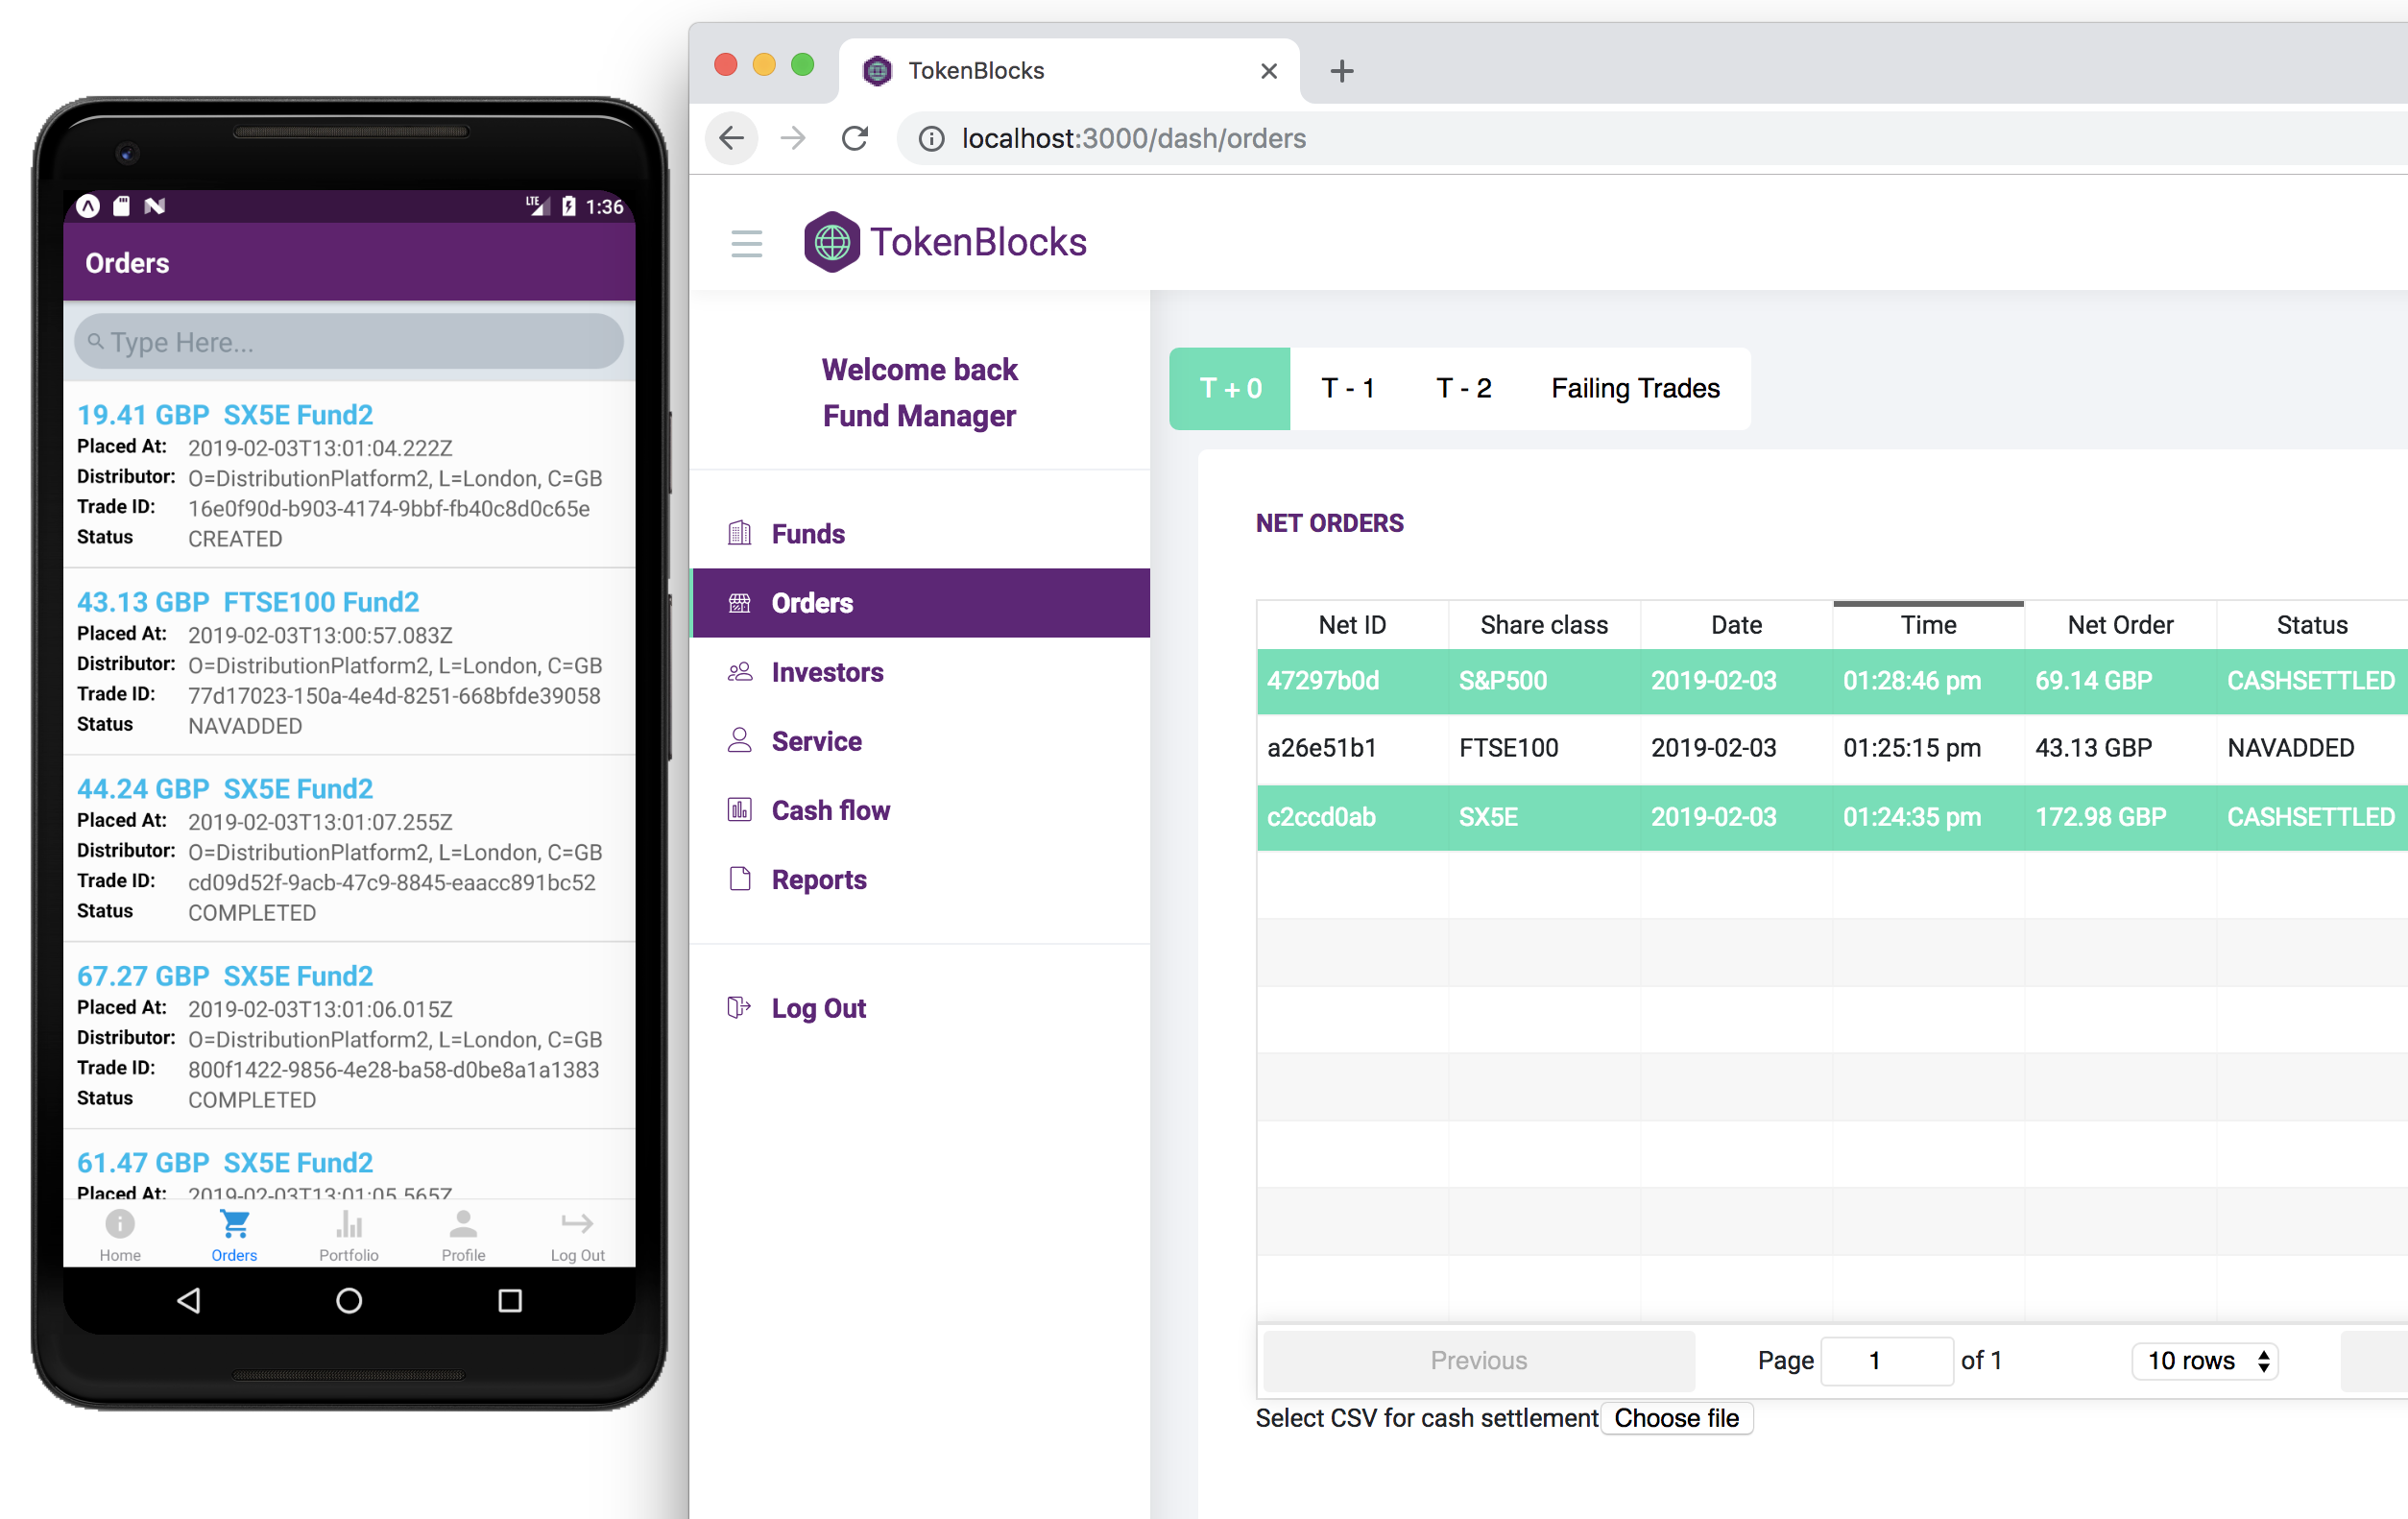 LTE 1:36
Orders
Type Here...
19.41 GBP SX5E Fund2
Placed At: 2019-02-03T13:01:04.222Z
Distributor: O=DistributionPlatform2, L=London, C=GB
Trade ID: 16e0f90d-b903-4174-9bbf-fb40c8d0c65e
Status CREATED
43.13 GBP FTSE100 Fund2
Placed At: 2019-02-03T13:00:57.083Z
Distributor: O=DistributionPlatform2, L=London, C=GB
Trade ID: 77d17023-150a-4e4d-8251-668bfde39058
Status NAVADDED
44.24 GBP SX5E Fund2
Placed At: 2019-02-03T13:01:07.255Z
Distributor: O=DistributionPlatform2, L=London, C=GB
Trade ID: cd09d52f-9acb-47c9-8845-eaacc891bc52
Status COMPLETED
67.27 GBP SX5E Fund2
Placed At: 2019-02-03T13:01:06.015Z
Distributor: O=DistributionPlatform2, L=London, C=GB
Trade ID: 800f1422-9856-4e28-ba58-d0be8a1a1383
Status COMPLETED
61.47 GBP SX5E Fund2
Placed At: 2019-02-03T13:01:05.565Z
Home Orders Portfolio Profile Log Out
TokenBlocks
localhost:3000/dash/orders
TokenBlocks
Welcome back
Fund Manager
Funds
Orders
Investors
Service
Cash flow
Reports
Log Out
T + 0 T - 1 T - 2 Failing Trades
NET ORDERS
Net ID Share class Date Time Net Order Status
47297b0d S&P500 2019-02-03 01:28:46 pm 69.14 GBP CASHSETTLED
a26e51b1 FTSE100 2019-02-03 01:25:15 pm 43.13 GBP NAVADDED
c2ccd0ab SX5E 2019-02-03 01:24:35 pm 172.98 GBP CASHSETTLED
Previous Page 1 of 1 10 rows
Select CSV for cash settlement Choose file